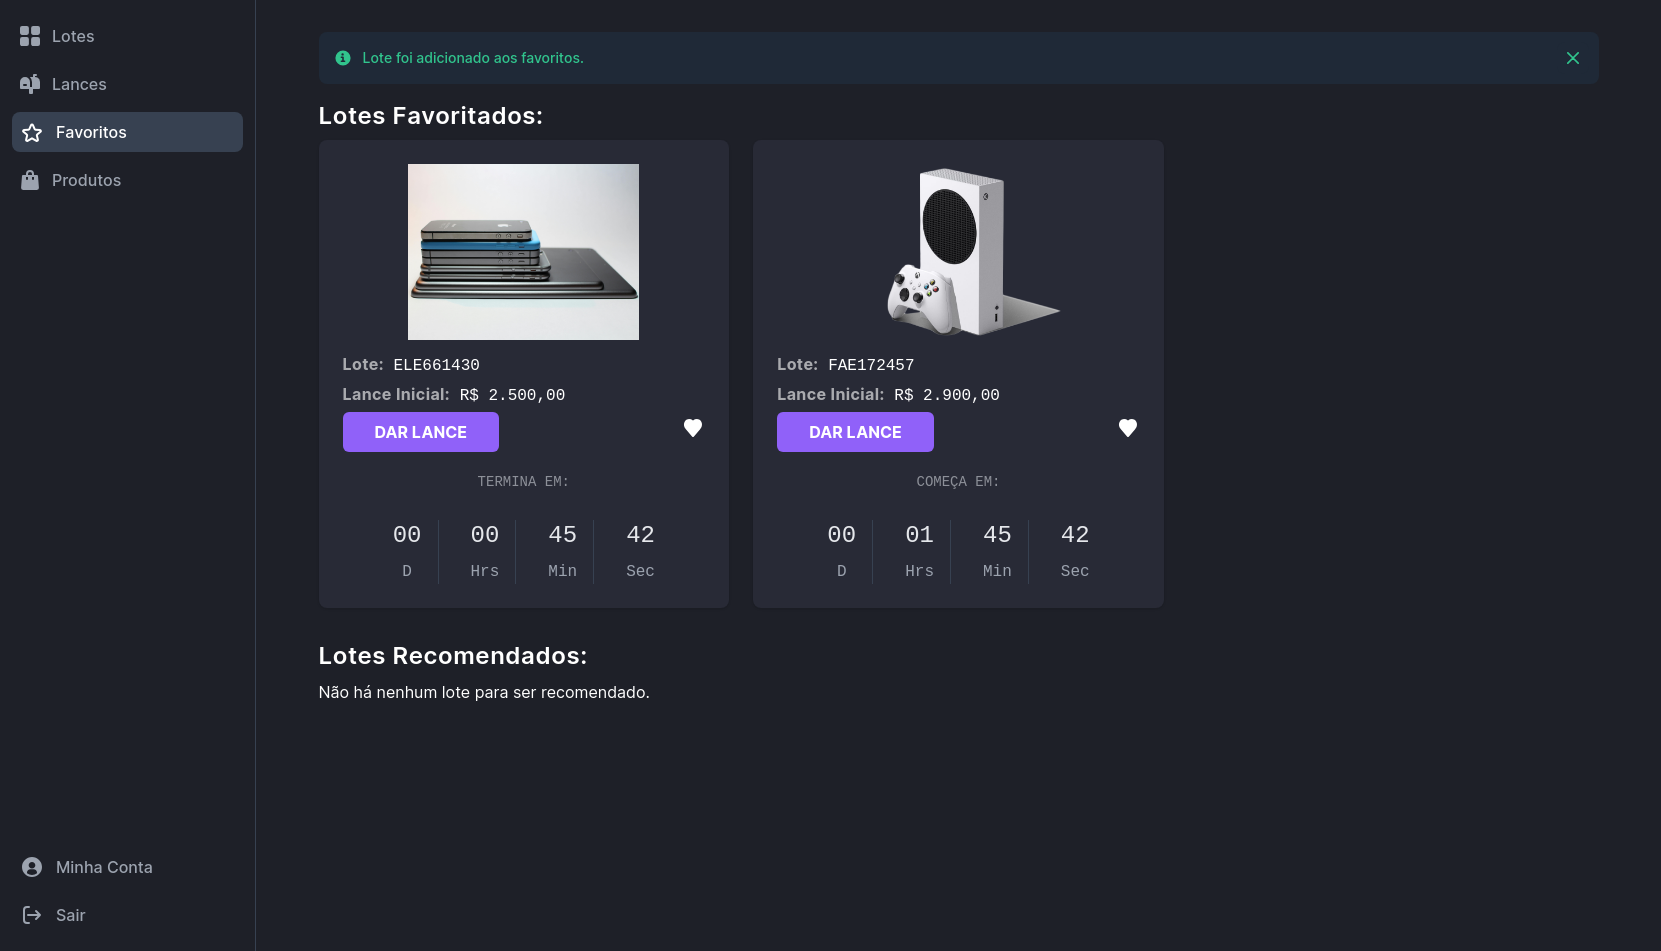 Lotes
Lances
Favoritos
Produtos
Minha Conta
Sair
Lote foi adicionado aos favoritos.
Lotes Favoritados:
Lote: ELE661430
Lance Inicial: R$ 2.500,00
DAR LANCE
TERMINA EM:
00 00 45 42
D Hrs Min Sec
Lote: FAE172457
Lance Inicial: R$ 2.900,00
DAR LANCE
COMEÇA EM:
00 01 45 42
D Hrs Min Sec
Lotes Recomendados:
Não há nenhum lote para ser recomendado.